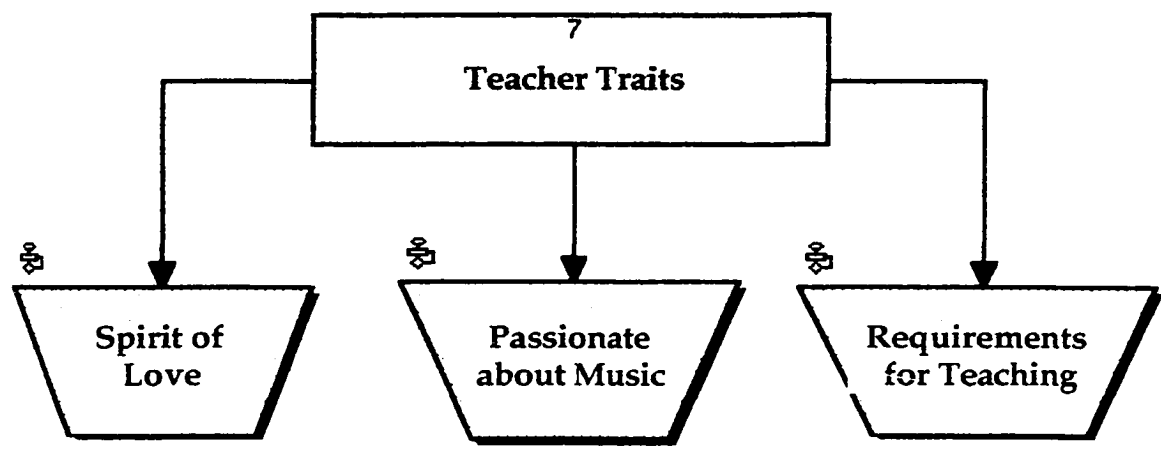 7
Teacher Traits
Spirit of
Love
Passionate
about Music
Requirements
for Teaching